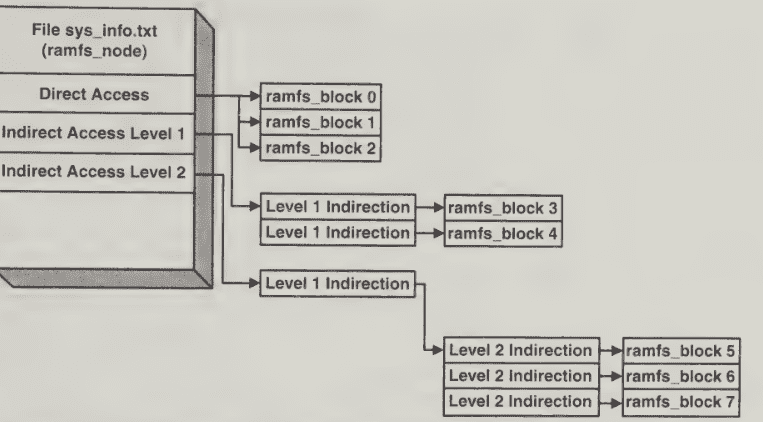 File sys_info.txt
(ramfs_node)
Direct Access
Indirect Access Level 1
Indirect Access Level 2
ramfs_block 0
ramfs_block 1
ramfs_block 2
Level 1 Indirection
ramfs_block 3
Level 1 Indirection
ramfs_block 4
Level 1 Indirection
Level 2 Indirection
ramfs_block 5
Level 2 Indirection
ramfs_block 6
Level 2 Indirection
ramfs_block 7